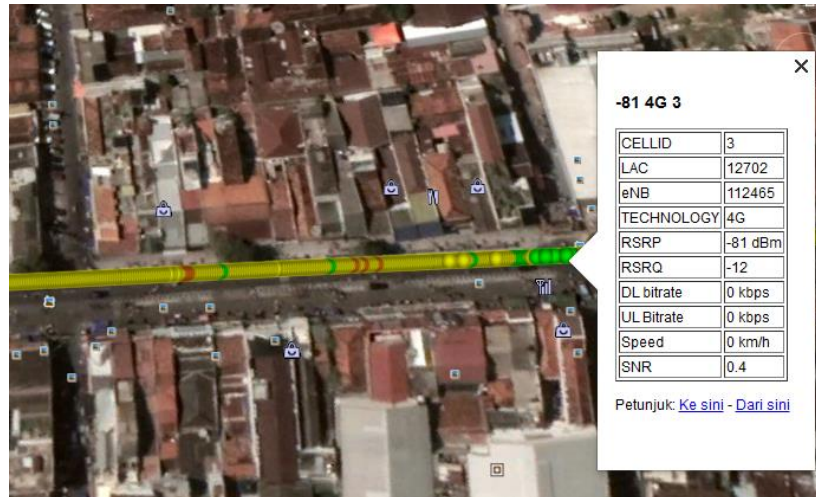 -81 4G 3
CELLID 3
LAC 12702
eNB 112465
TECHNOLOGY 4G
RSRP -81 dBm
RSRQ -12
DL bitrate 0 kbps
UL Bitrate 0 kbps
Speed 0 km/h
SNR 0.4
Petunjuk: Ke sini - Dari sini